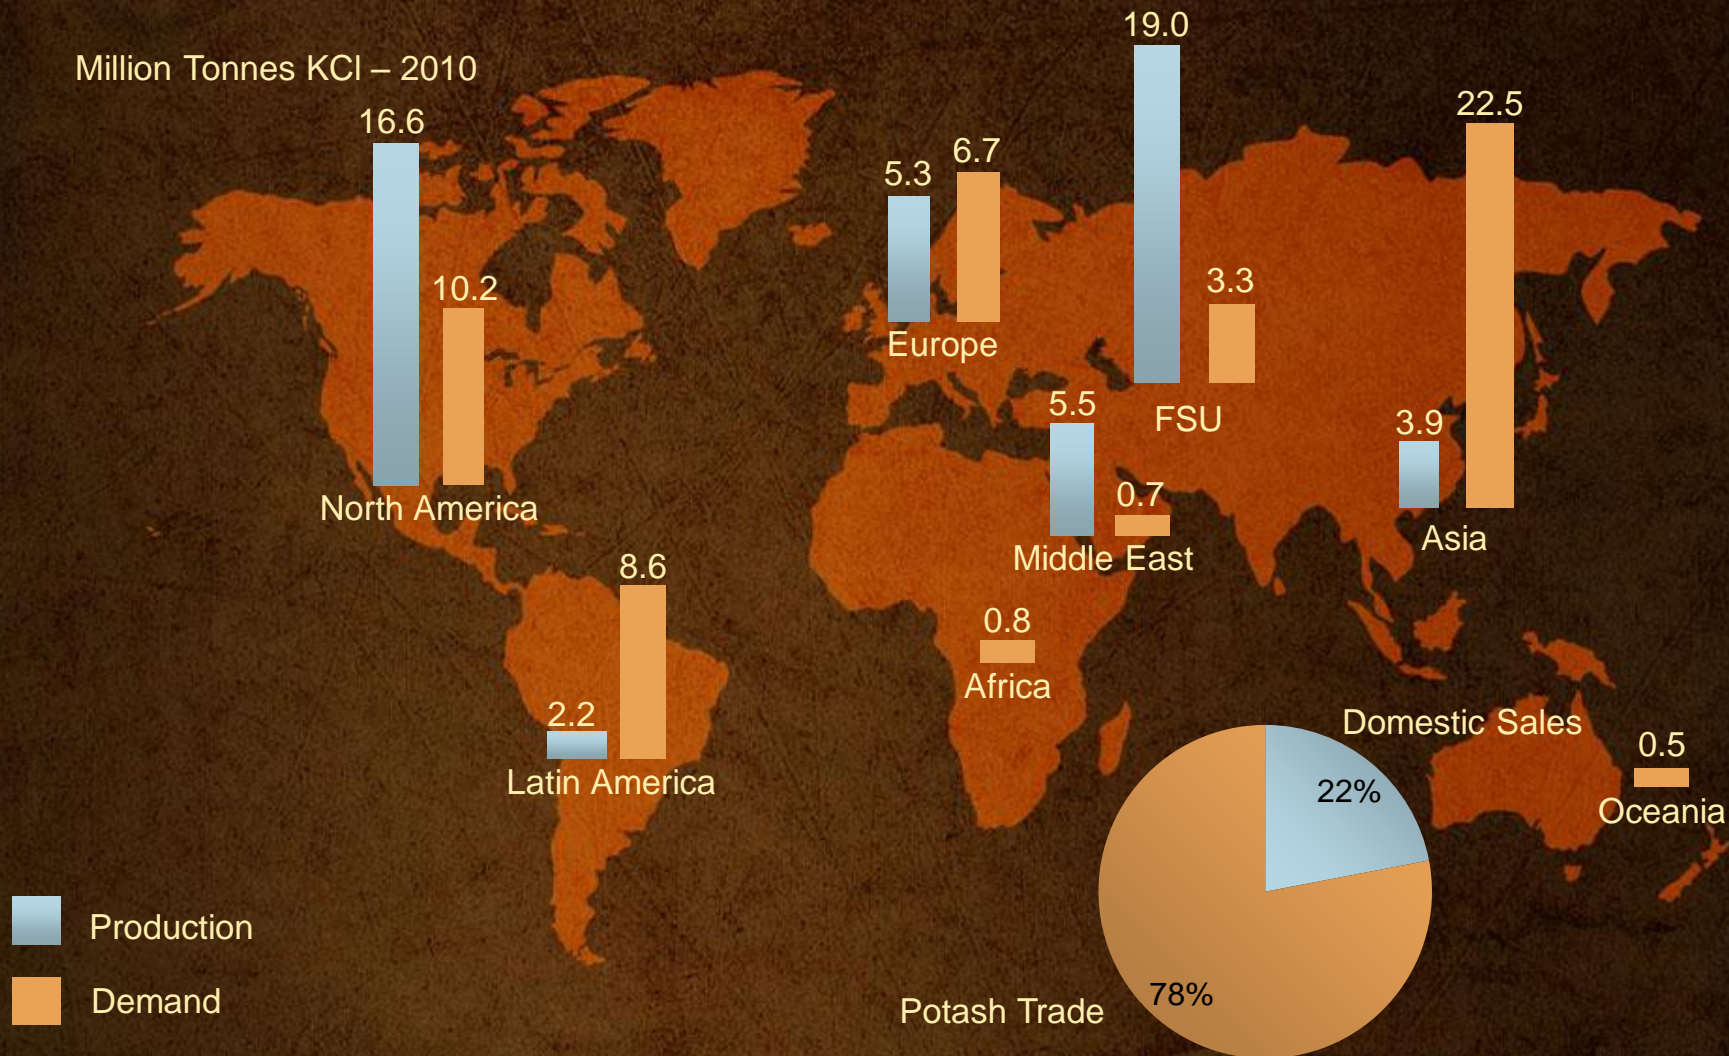 Million Tonnes KCl – 2010
16.6
10.2
North America
8.6
2.2
Latin America
5.3
6.7
Europe
19.0
3.3
FSU
5.5
0.7
Middle East
0.8
Africa
22.5
3.9
Asia
0.5
Oceania
Domestic Sales
22%
78%
Potash Trade
Production
Demand